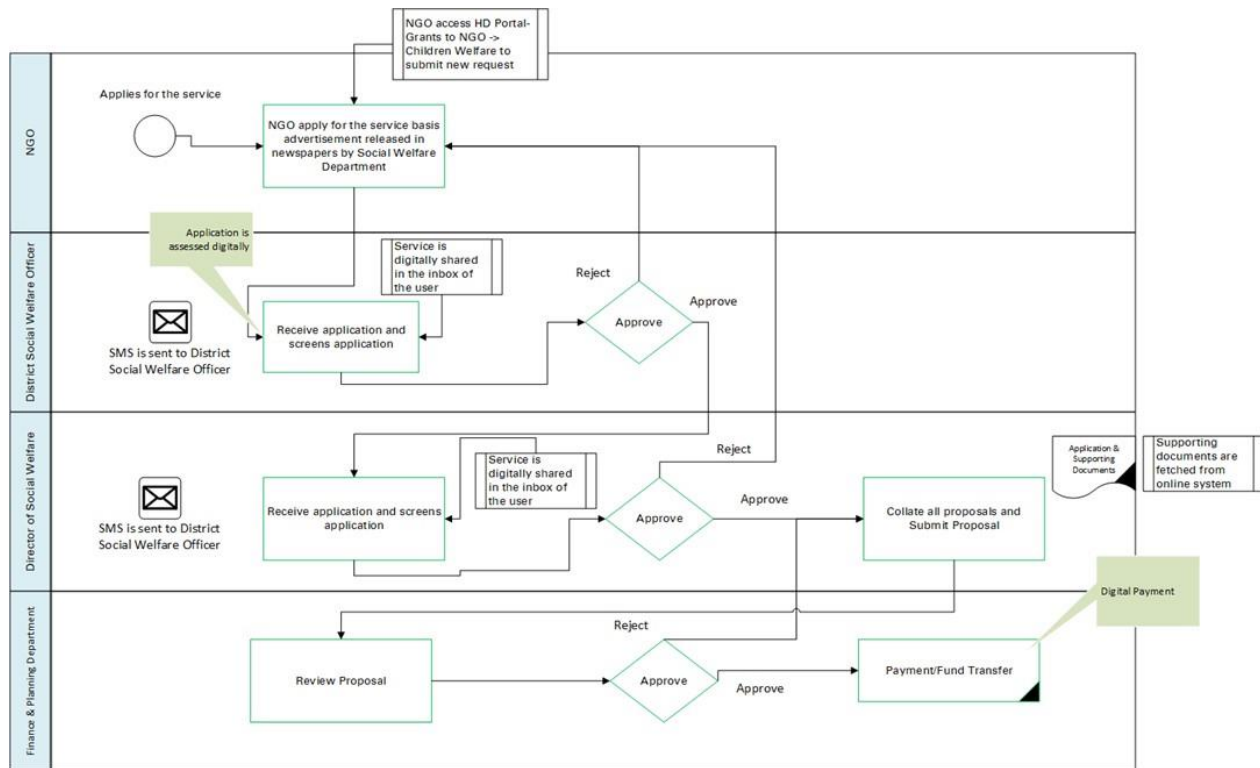 NGO access HD Portal-
Grants to NGO ->
Children Welfare to
submit new request
NGO
Applies for the service
NGO apply for the service basis
advertisement released in
newspapers by Social Welfare
Department
District Social Welfare Officer
Application is
assessed digitally
Service is
digitally shared
in the inbox of
the user
Reject
Approve
Approve
SMS is sent to District
Social Welfare Officer
Receive application and
screens application
Director of Social Welfare
Service is
digitally shared
in the inbox of
the user
Reject
Application &
Supporting
Documents
Supporting
documents are
fetched from
online system
SMS is sent to District
Social Welfare Officer
Receive application and screens
application
Approve
Approve
Collate all proposals and
Submit Proposal
Finance & Planning Department
Digital Payment
Reject
Review Proposal
Approve
Approve
Payment/Fund Transfer